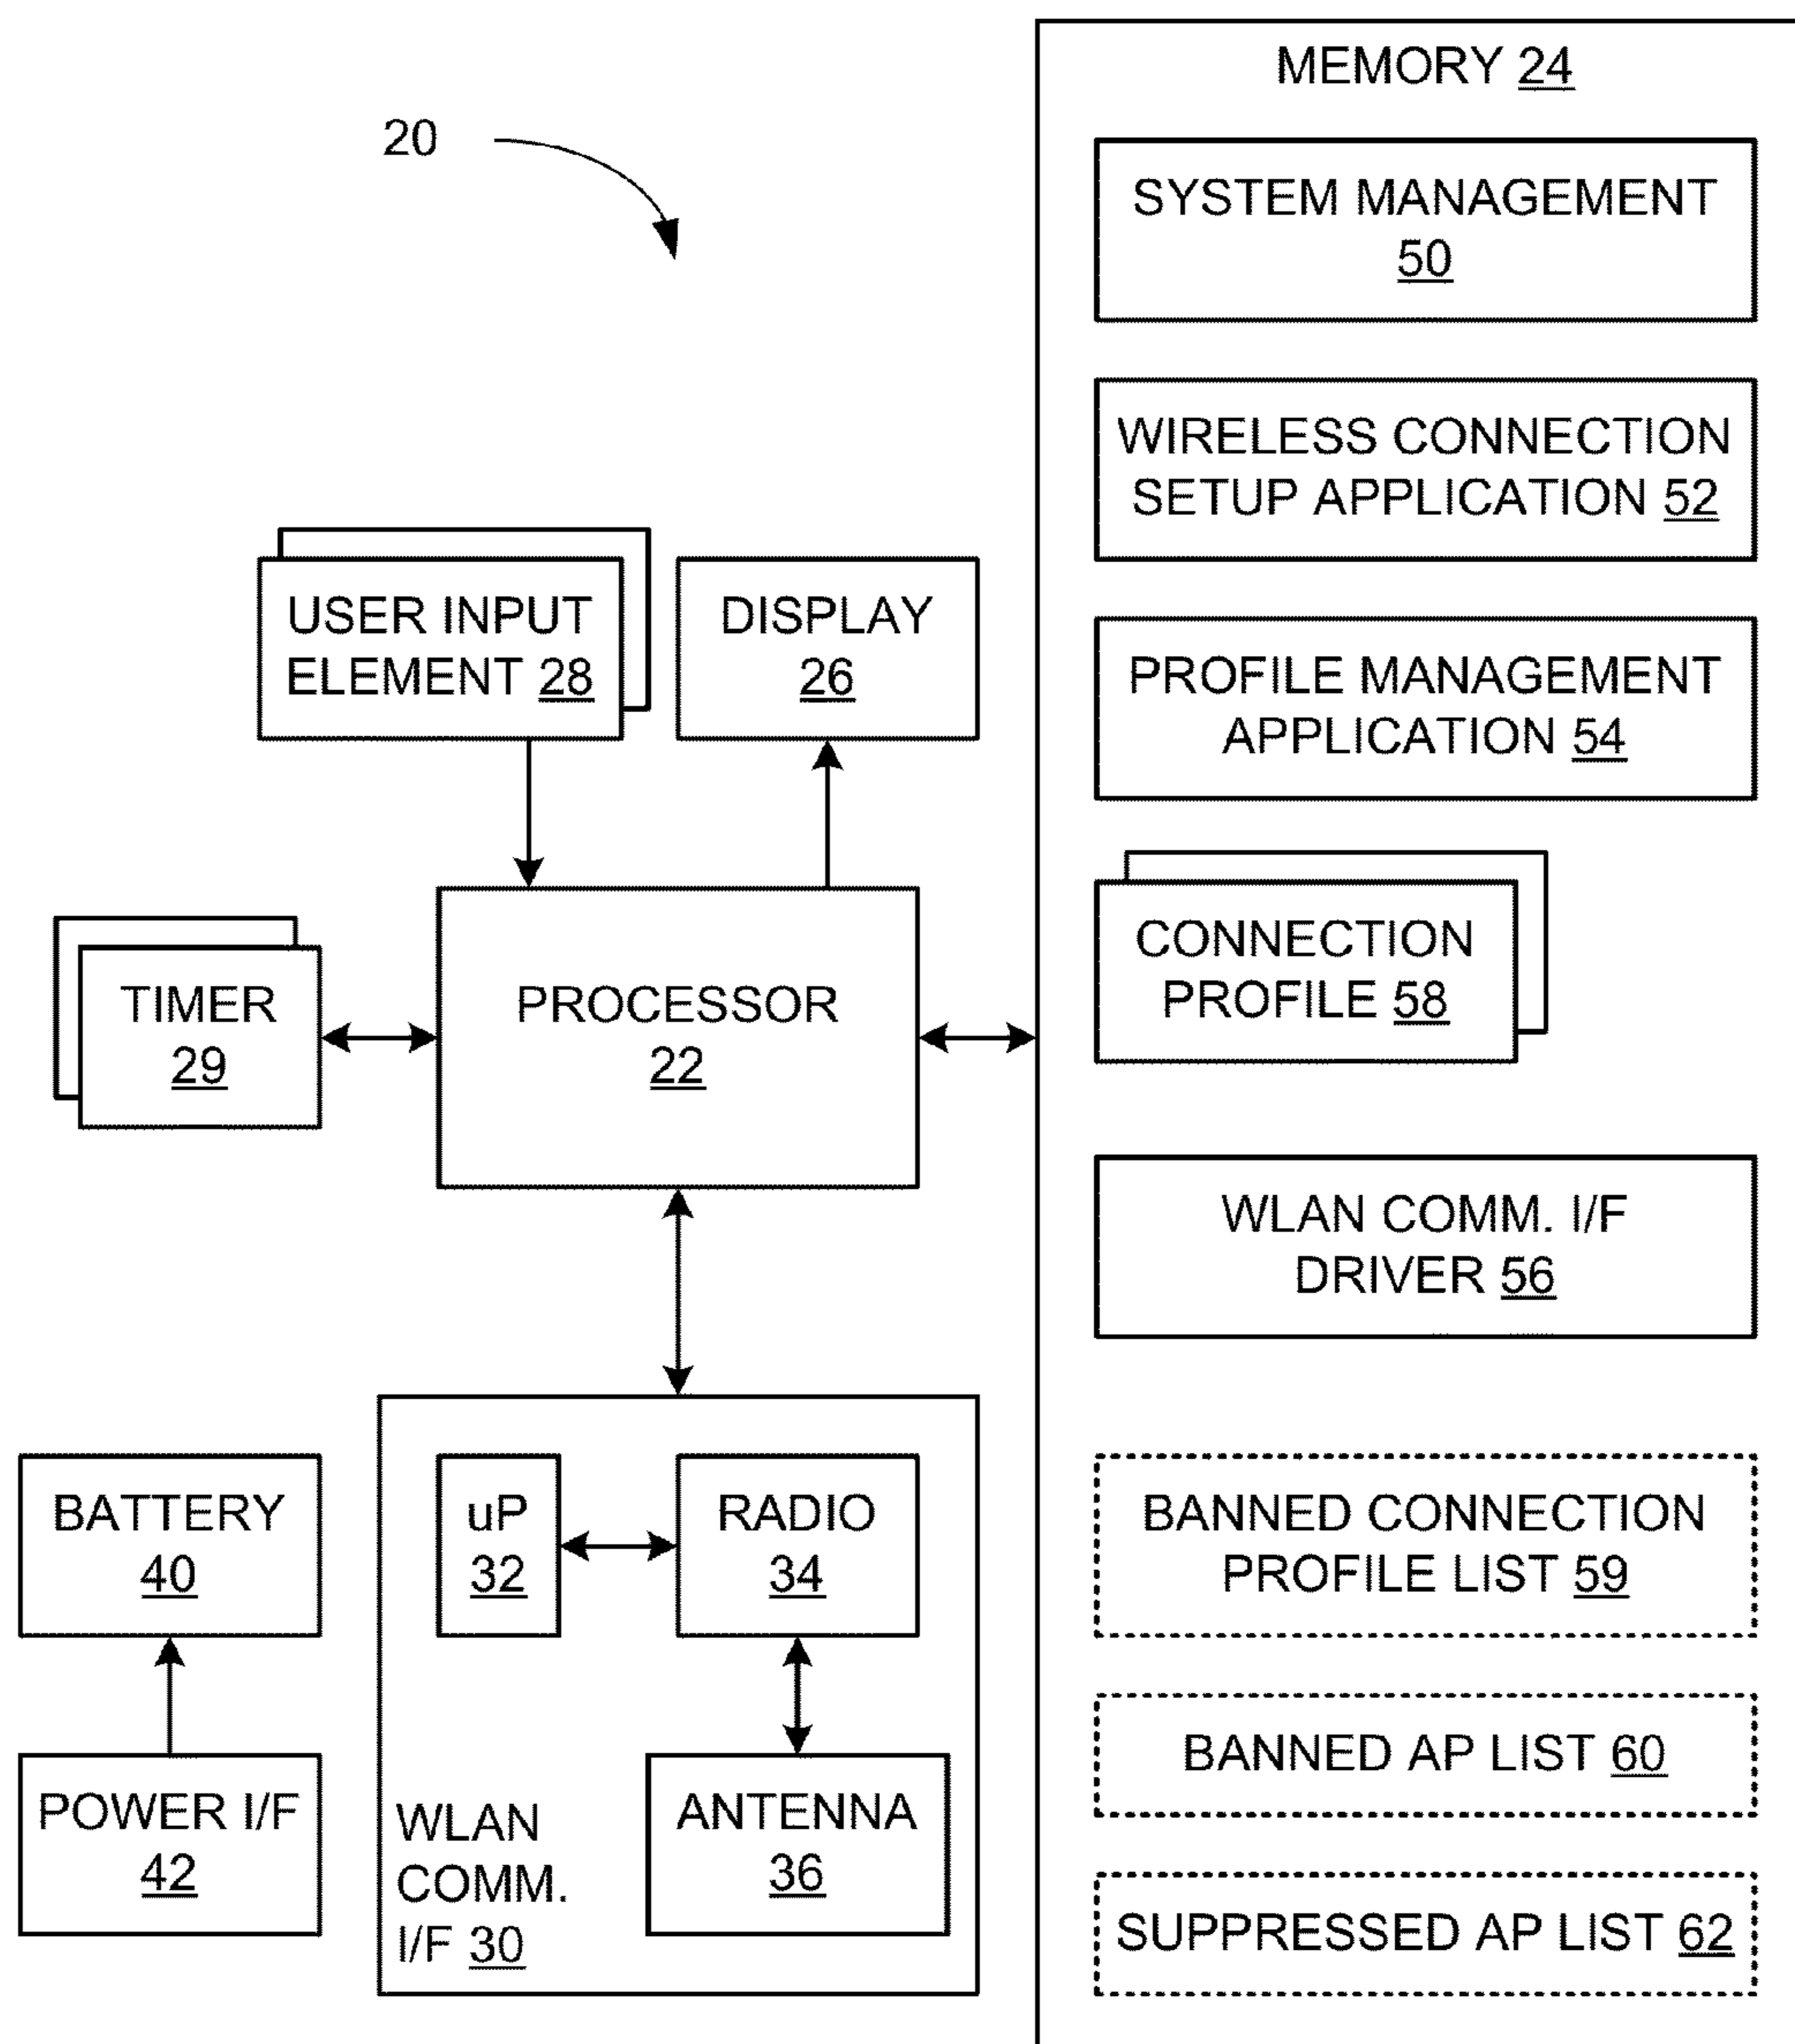 20
USER INPUT
ELEMENT 28
DISPLAY
26
TIMER
29
PROCESSOR
22
BATTERY
40
POWER I/F
42
uP
32
RADIO
34
ANTENNA
36
WLAN
COMM.
I/F 30
MEMORY 24
SYSTEM MANAGEMENT
50
WIRELESS CONNECTION
SETUP APPLICATION 52
PROFILE MANAGEMENT
APPLICATION 54
CONNECTION
PROFILE 58
WLAN COMM. I/F
DRIVER 56
BANNED CONNECTION
PROFILE LIST 59
BANNED AP LIST 60
SUPPRESSED AP LIST 62